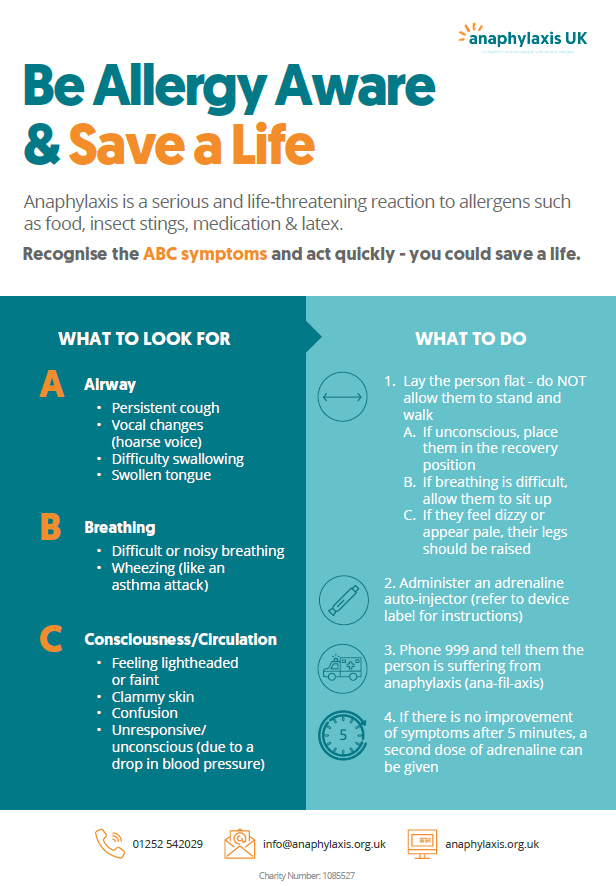 anaphylaxis UK
Be Allergy Aware
& Save a Life
Anaphylaxis is a serious and life-threatening reaction to allergens such
as food, insect stings, medication & latex.
Recognise the ABC symptoms and act quickly - you could save a life.
WHAT TO LOOK FOR
A Airway
• Persistent cough
• Vocal changes
(hoarse voice)
• Difficulty swallowing
• Swollen tongue
B Breathing
• Difficult or noisy breathing
• Wheezing (like an
asthma attack)
C Consciousness/Circulation
• Feeling lightheaded
or faint
• Clammy skin
• Confusion
• Unresponsive/
unconscious (due to a
drop in blood pressure)
WHAT TO DO
1. Lay the person flat - do NOT
allow them to stand and
walk
A. If unconscious, place
them in the recovery
position
B. If breathing is difficult,
allow them to sit up
C. If they feel dizzy or
appear pale, their legs
should be raised
2. Administer an adrenaline
auto-injector (refer to device
label for instructions)
3. Phone 999 and tell them the
person is suffering from
anaphylaxis (ana-fil-axis)
5
4. If there is no improvement
of symptoms after 5 minutes, a
second dose of adrenaline can
be given
01252 542029
info@anaphylaxis.org.uk
anaphylaxis.org.uk
Charity Number: 1085527